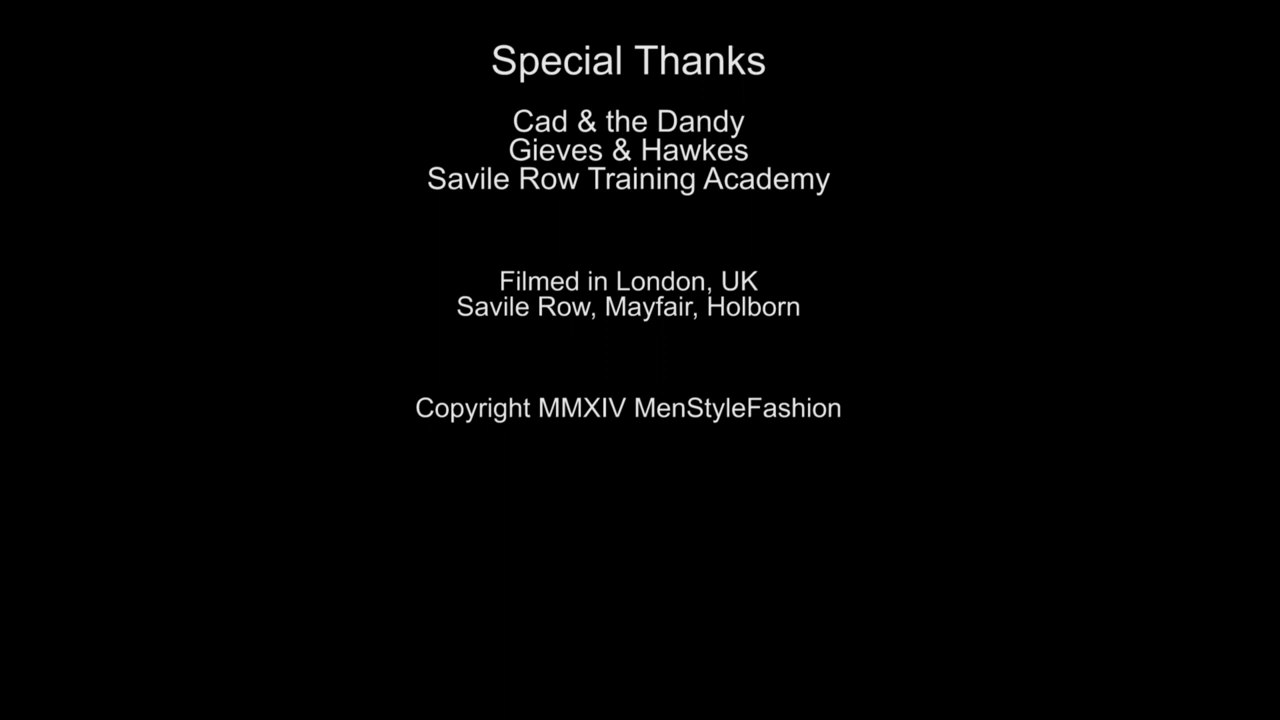 Special Thanks
Cad & the Dandy
Gieves & Hawkes
Savile Row Training Academy
Filmed in London, UK
Savile Row, Mayfair, Holborn
Copyright MMXIV MenStyleFashion